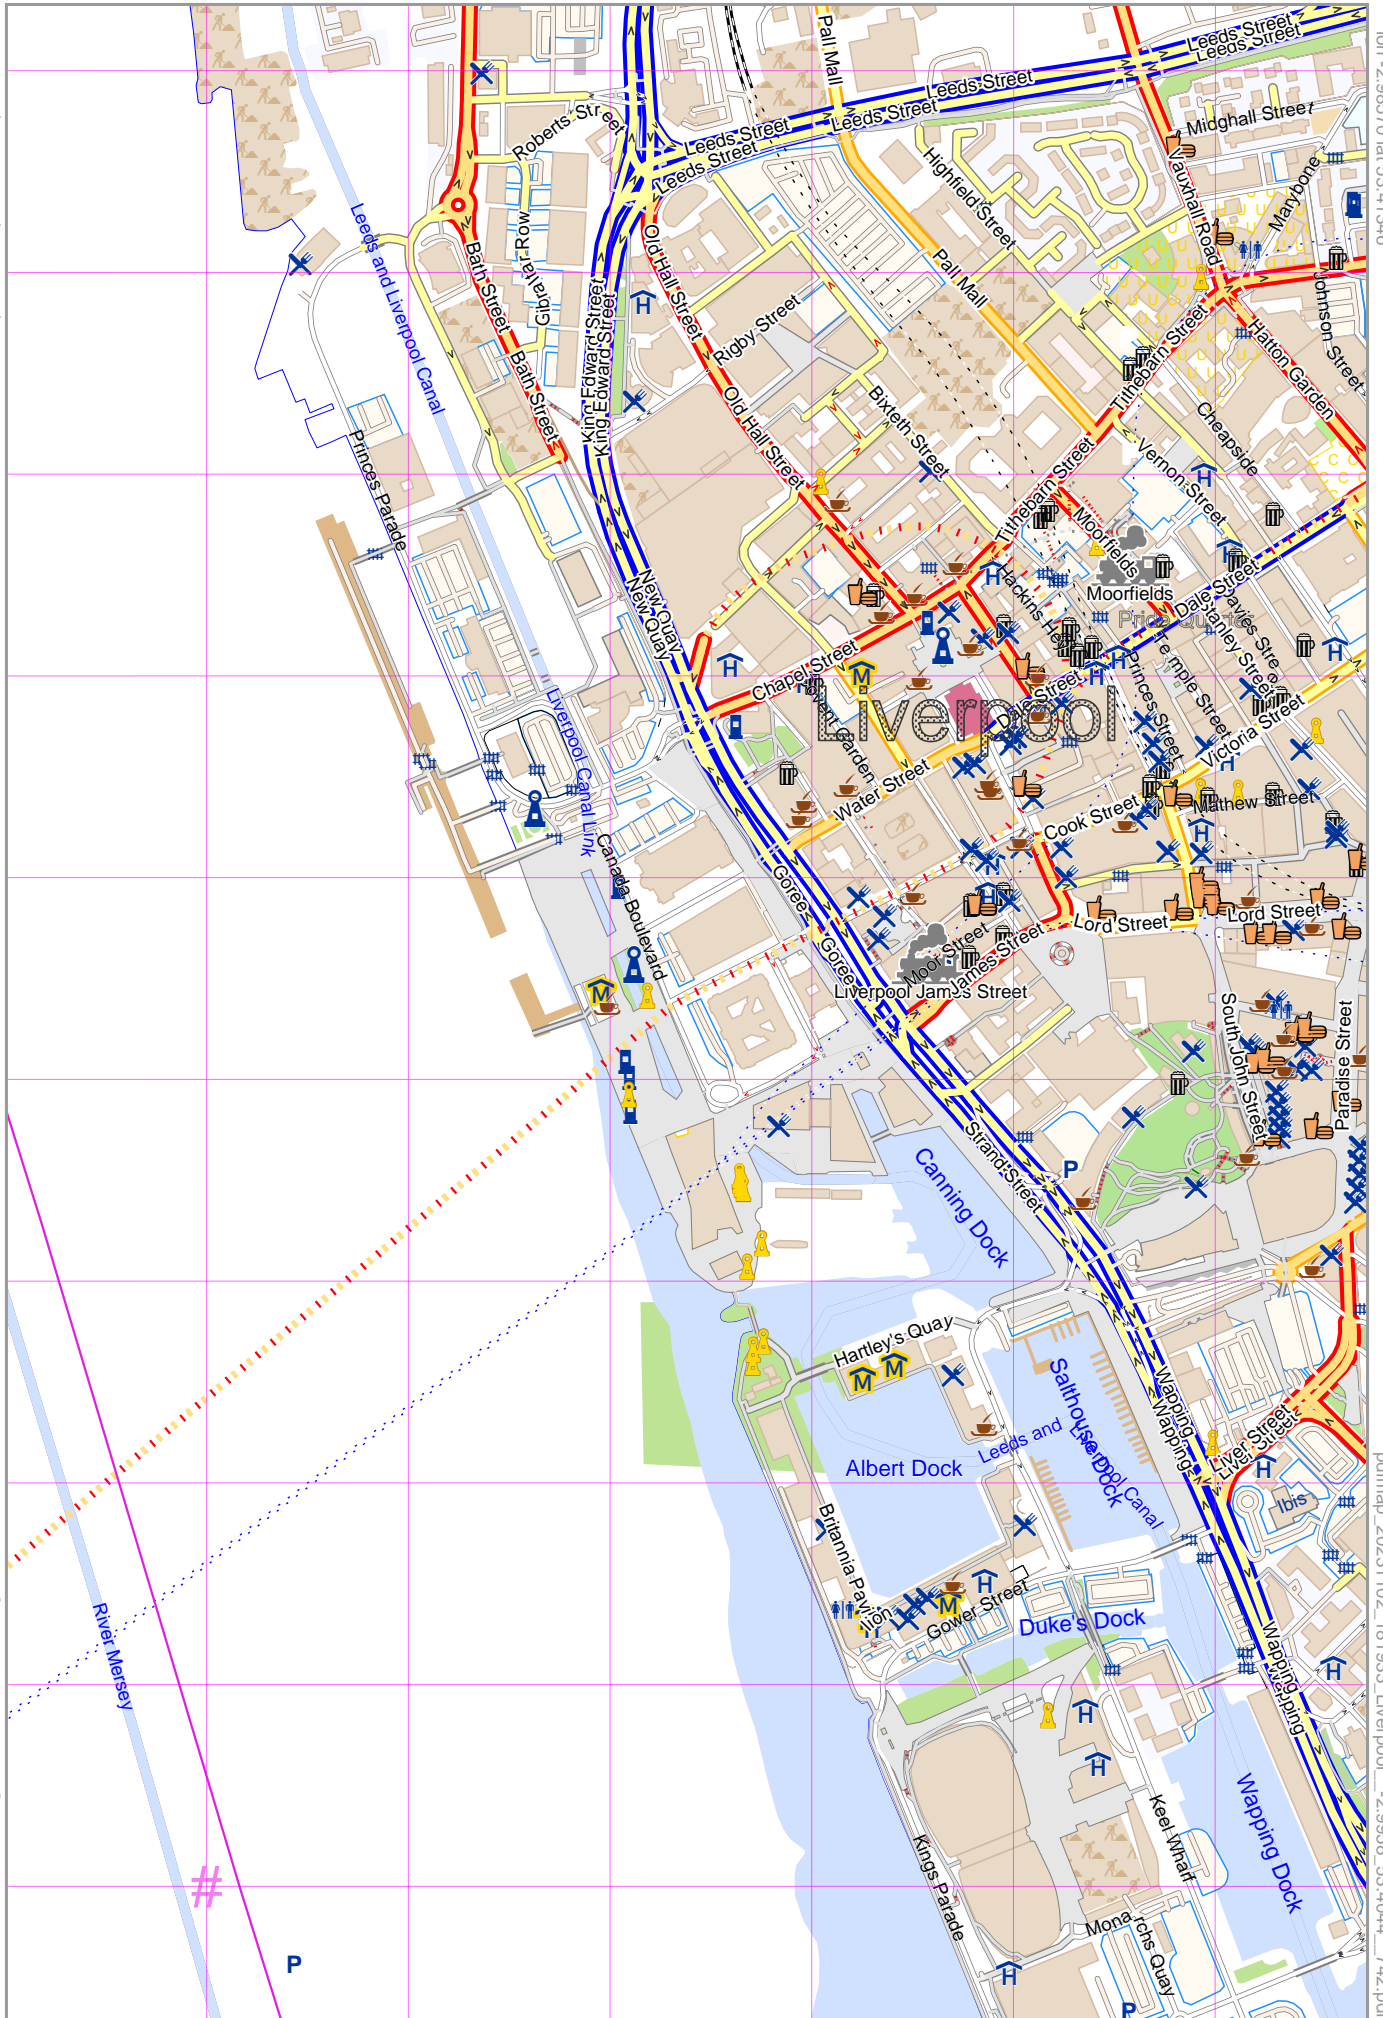 Leeds Street
Leeds Street
Pall Mall
Leeds Street
Leeds Street
Midghall Street
Roberts Street
Leeds Street
Leeds Street
Vauxhall Road
Highfield Street
Marybone
Leeds and Liverpool Canal
Gibraltar Row
Bath Street
Old Hall Street
Pall Mall
King Edward Street
King Edward Street
Rigby Street
Johnson Street
Tithebarn Street
Hatton Garden
Bath Street
Old Hall Street
Bixteth Street
Cheapside
Vernon Street
Princes Parade
Tithebarn Street
Moorfields
Moorfields
Hackins Hey
Dale Street
New Quay
New Quay
Pride Quarter
Stanley Street
Temple Street
Princes Street
Chapel Street
Covent Garden
Liverpool
Dale Street
Victoria Street
Liverpool Canal Link
Water Street
Cook Street
Mathew Street
Canada Boulevard
Goree
Goree
Lord Street
Lord Street
Moor Street
James Street
Liverpool James Street
South John Street
Paradise Street
Strand Street
P
Canning Dock
Hartley's Quay
Salthouse Dock
Wapping
Wapping
Liver Street
Liver Street
Leeds and
Liverpool Canal
Albert Dock
Ibis
Britannia Pavilion
Gower Street
Duke's Dock
River Mersey
Wapping
Wapping
Wapping Dock
Keel Wharf
Kings Parade
Monarchs Quay
#
P
P